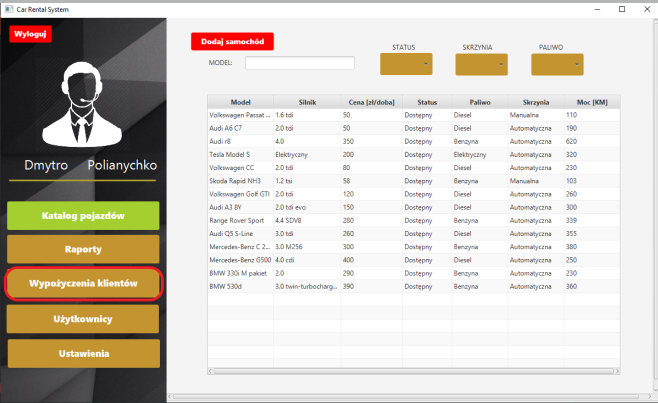 Car Rental System
Wyloguj
Dmytro Polianychko
Katalog pojazdów
Raporty
Wypożyczenia klientów
Użytkownicy
Ustawienia
Dodaj samochód
MODEL:
STATUS SKRZYNIA PALIWO
Model Silnik Cena [zł/doba] Status Paliwo Skrzynia Moc [KM]
Volkswagen Passat ... 1.6 tdi 50 Dostępny Diesel Manualna 110
Audi A6 C7 2.0 tdi 50 Dostępny Diesel Automatyczna 190
Audi r8 4.0 350 Dostępny Benzyna Automatyczna 620
Tesla Model S Elektryczny 200 Dostępny Elektryczny Automatyczna 320
Volkswagen CC 2.0 tdi 80 Dostępny Diesel Automatyczna 230
Skoda Rapid NH3 1.2 tsi 58 Dostępny Benzyna Manualna 103
Volkswagen Golf GTI 2.0 tdi 120 Dostępny Diesel Automatyczna 260
Audi A3 8Y 2.0 tdi evo 150 Dostępny Diesel Automatyczna 300
Range Rover Sport 4.4 SDV8 280 Dostępny Benzyna Automatyczna 339
Audi Q5 S-Line 3.0 tdi 260 Dostępny Diesel Automatyczna 355
Mercedes-Benz C 2... 3.0 M256 300 Dostępny Benzyna Automatyczna 380
Mercedes-Benz G500 4.0 cdi 400 Dostępny Diesel Automatyczna 250
BMW 330i M pakiet 2.0 290 Dostępny Benzyna Automatyczna 230
BMW 530d 3.0 twin-turbocharg... 390 Dostępny Benzyna Automatyczna 360